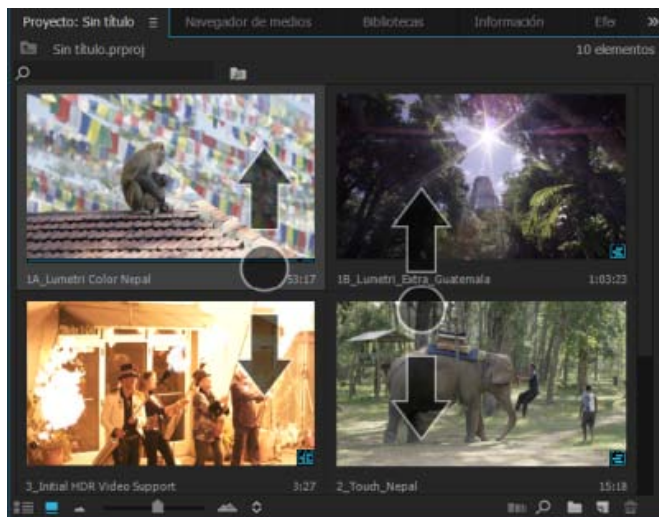 Proyecto: Sin título Navegador de medios Bibliotecas Información Efe
Sin título.prproj 10 elementos
1A_Lumetri Color Nepal 53:17 1B_Lumetri_Extra_Guatemala 1:03:23
3_Initial HDR Video Support 3:27 2_Touch_Nepal 15:18